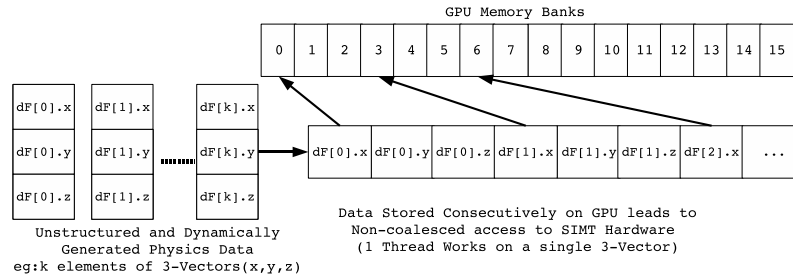 GPU Memory Banks
0 1 2 3 4 5 6 7 8 9 10 11 12 13 14 15
dF[0].x dF[1].x dF[k].x
dF[0].y dF[1].y dF[k].y
dF[0].z dF[1].z dF[k].z
dF[0].x dF[0].y dF[0].z dF[1].x dF[1].y dF[1].z dF[2].x ...
Unstructured and Dynamically
Generated Physics Data
eg:k elements of 3-Vectors(x,y,z)
Data Stored Consecutively on GPU leads to
Non-coalesced access to SIMT Hardware
(1 Thread Works on a single 3-Vector)